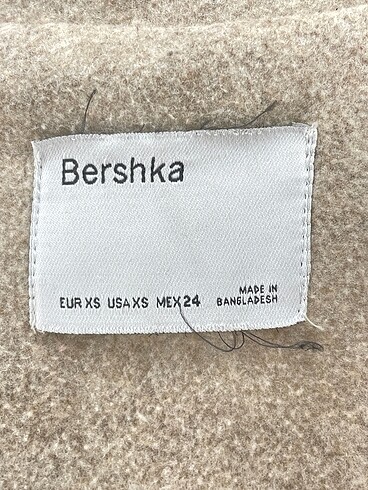 Bershka
EUR XS USA XS MEX 24
MADE IN
BANGLADESH